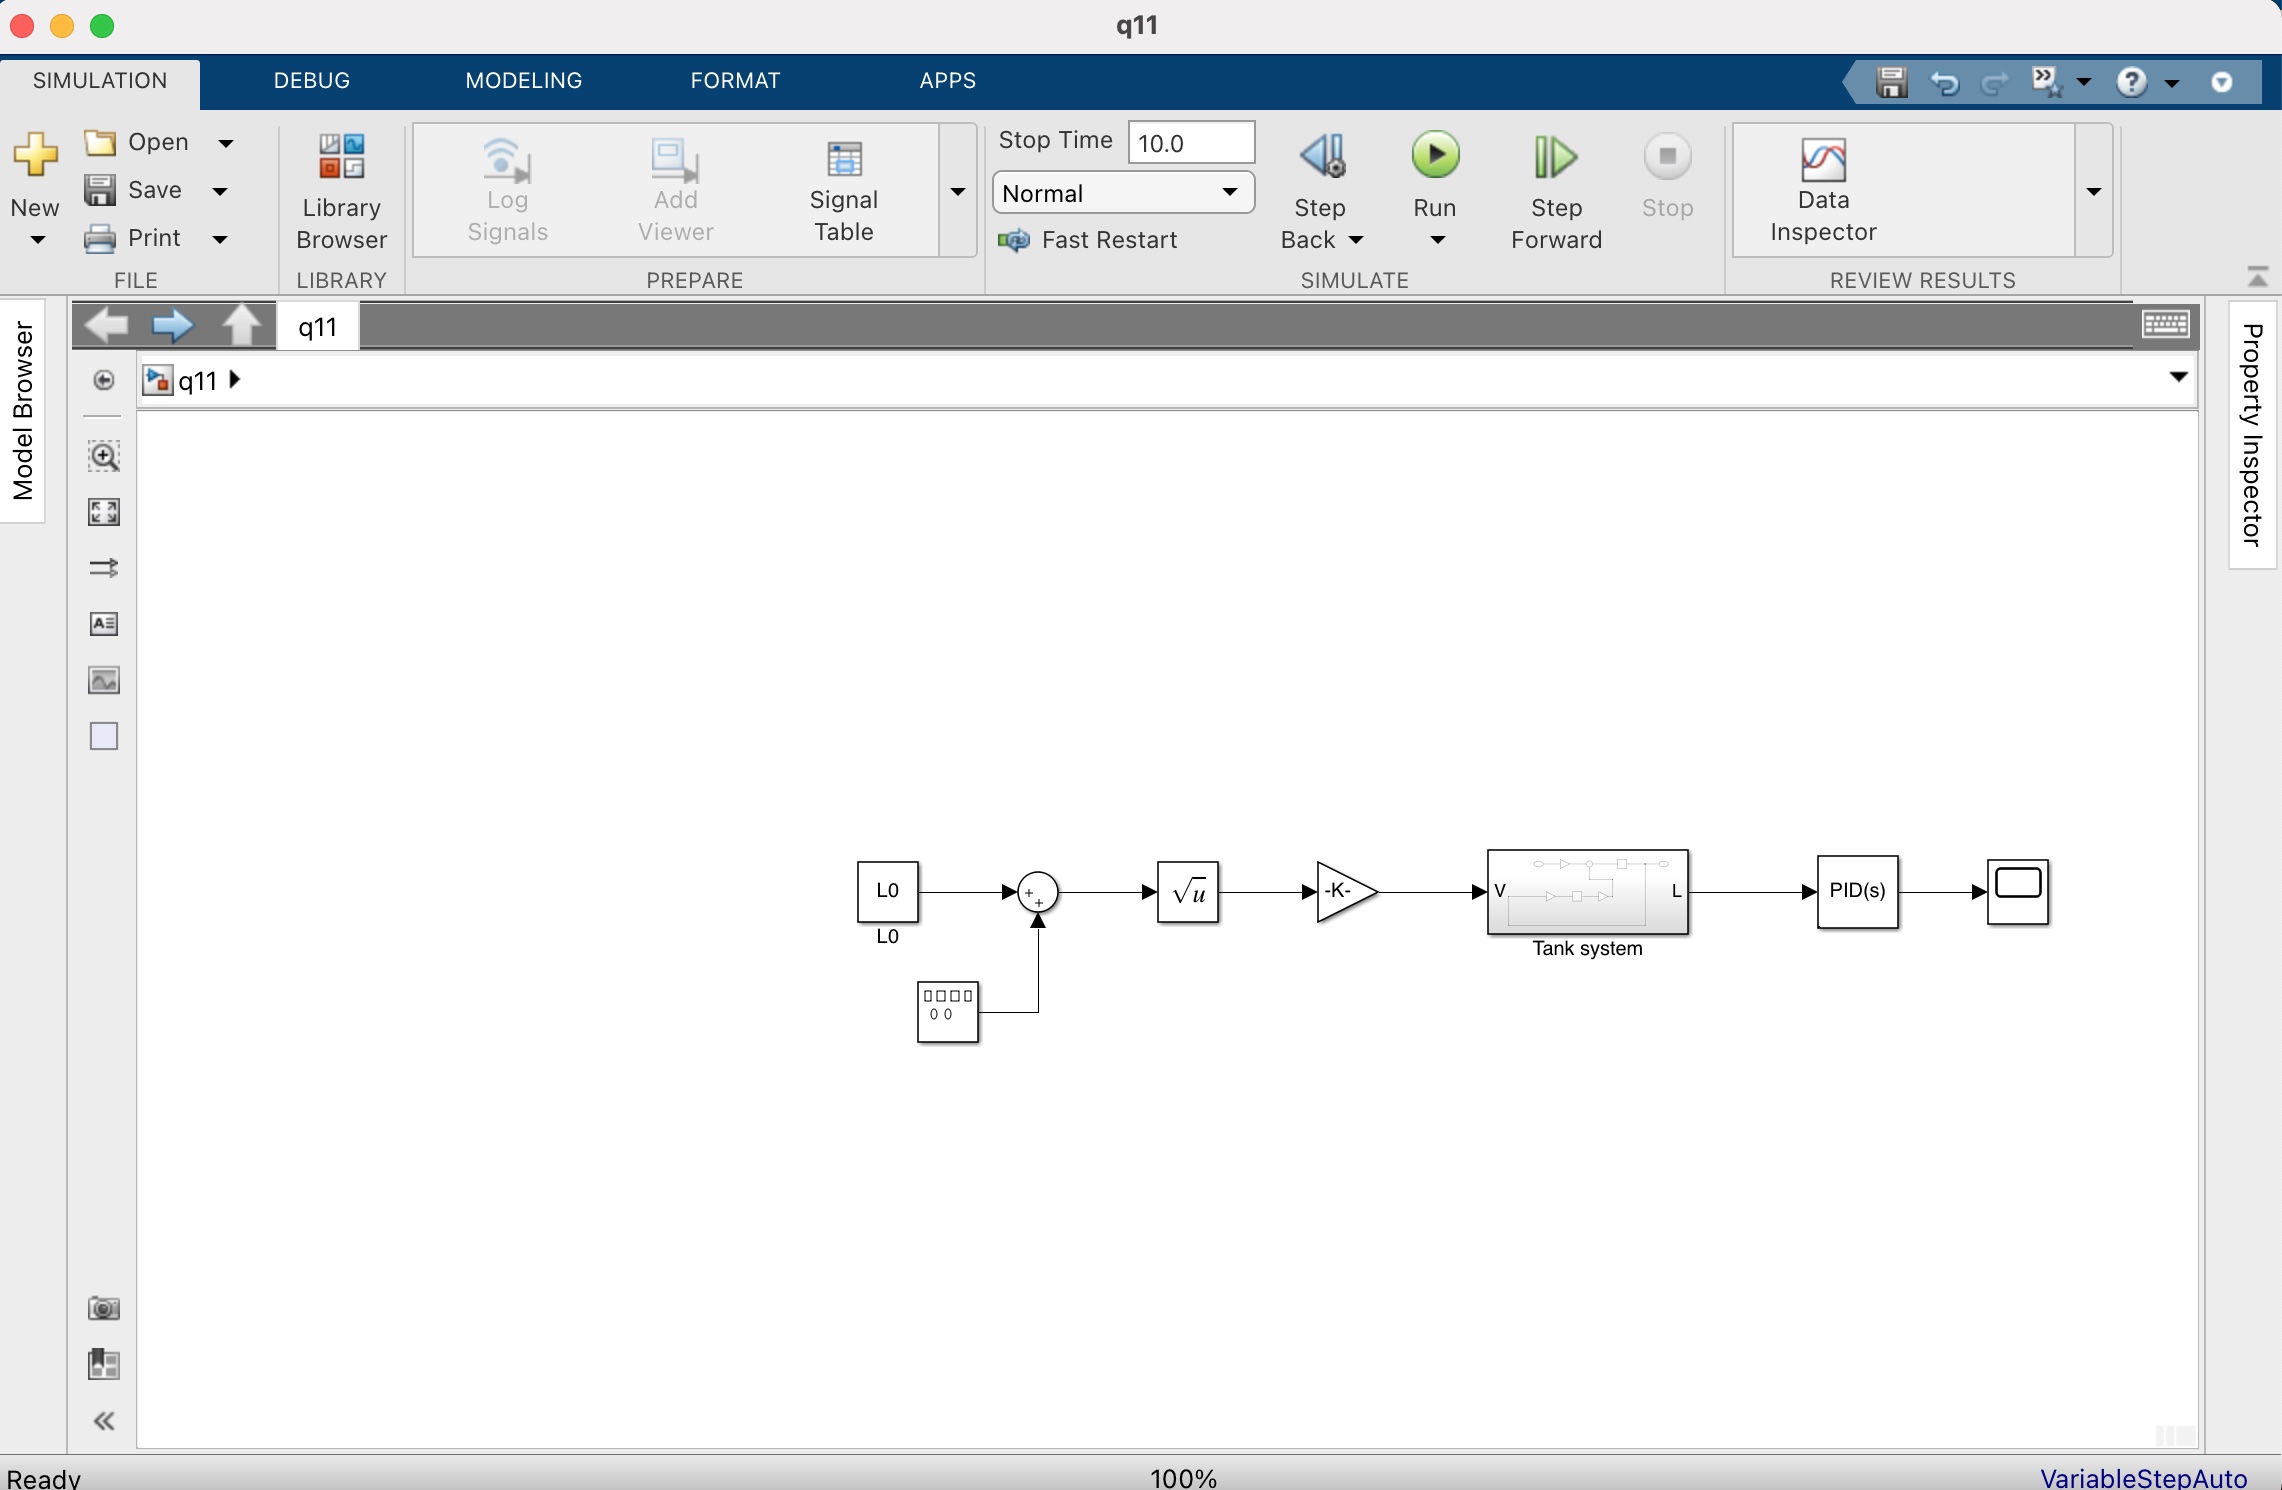 q11
SIMULATION DEBUG MODELING FORMAT APPS
New
Open
Save
Print
FILE
Library
Browser
LIBRARY
Log
Signals
Add
Viewer
Signal
Table
PREPARE
Stop Time 10.0
Normal
Fast Restart
Step
Back
Run
Step
Forward
Stop
SIMULATE
Data
Inspector
REVIEW RESULTS
Model Browser
q11
q11
Property Inspector
L0
L0
+
+
0 0
√u
-K-
V
L
Tank system
PID(s)
Ready
100%
VariableStepAuto